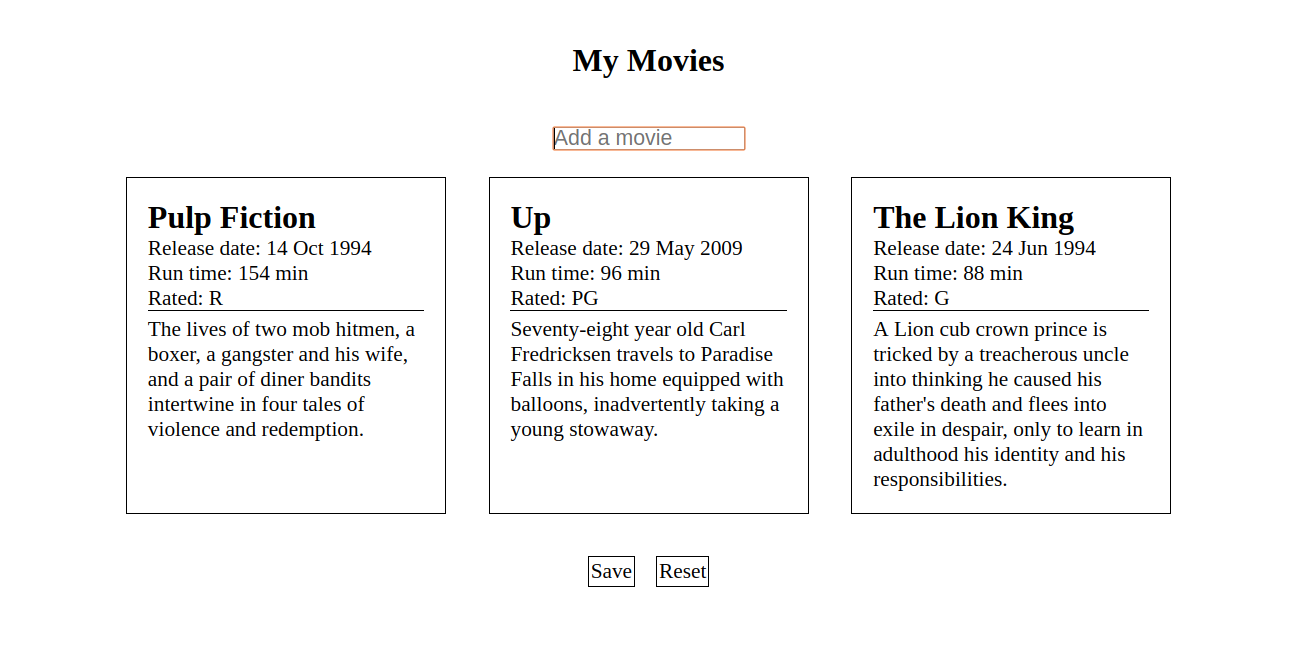 My Movies
Add a movie
Pulp Fiction
Release date: 14 Oct 1994
Run time: 154 min
Rated: R
The lives of two mob hitmen, a
boxer, a gangster and his wife,
and a pair of diner bandits
intertwine in four tales of
violence and redemption.
Up
Release date: 29 May 2009
Run time: 96 min
Rated: PG
Seventy-eight year old Carl
Fredricksen travels to Paradise
Falls in his home equipped with
balloons, inadvertently taking a
young stowaway.
The Lion King
Release date: 24 Jun 1994
Run time: 88 min
Rated: G
A Lion cub crown prince is
tricked by a treacherous uncle
into thinking he caused his
father's death and flees into
exile in despair, only to learn in
adulthood his identity and his
responsibilities.
Save
Reset